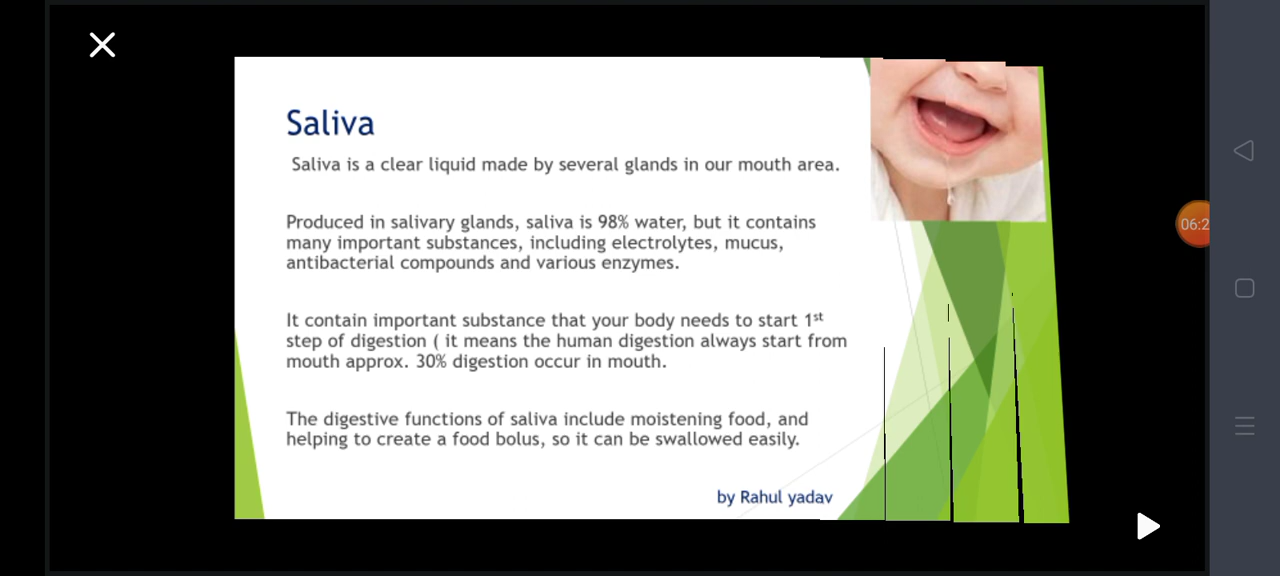 Saliva
Saliva is a clear liquid made by several glands in our mouth area.
Produced in salivary glands, saliva is 98% water, but it contains
many important substances, including electrolytes, mucus,
antibacterial compounds and various enzymes.
It contain important substance that your body needs to start 1st
step of digestion ( it means the human digestion always start from
mouth approx. 30% digestion occur in mouth.
The digestive functions of saliva include moistening food, and
helping to create a food bolus, so it can be swallowed easily.
by Rahul yadav